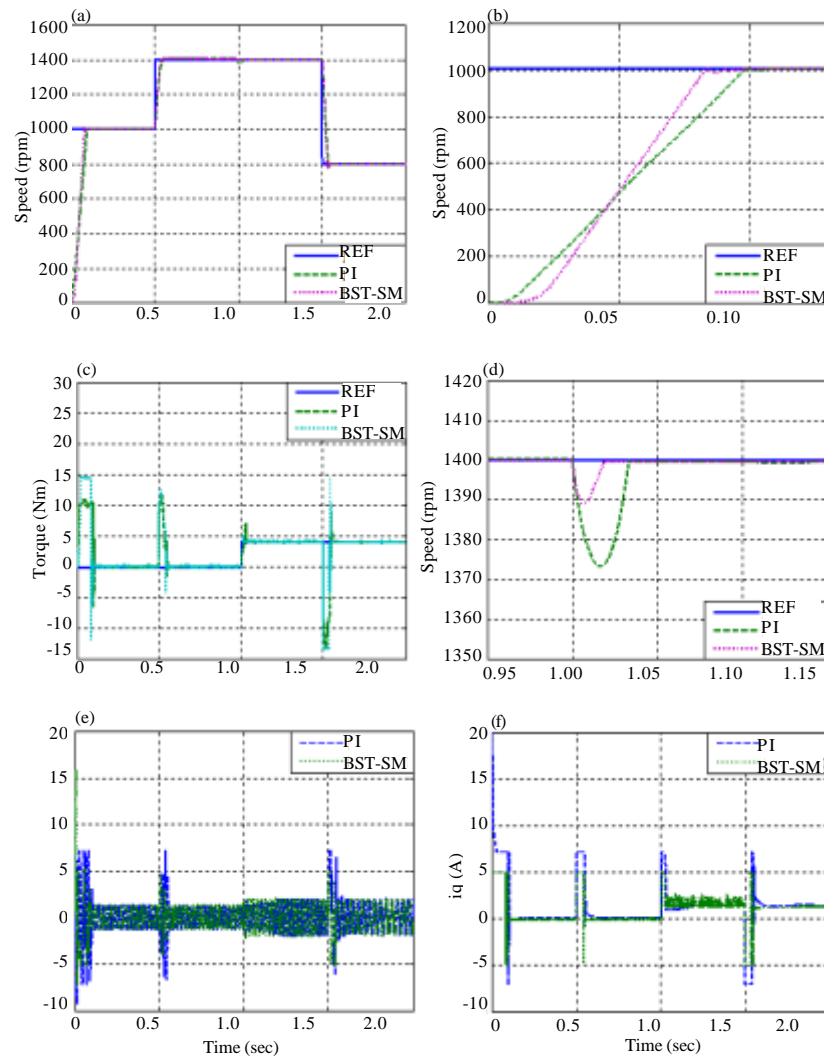 (a)
1600
1400
1200
1000
800
600
400
200
0
Speed (rpm)
REF
PI
BST-SM
0 0.5 1.0 1.5 2.0
(b)
1200
1000
800
600
400
200
0
Speed (rpm)
REF
PI
BST-SM
0 0.05 0.10
(c)
30
25
20
15
10
5
0
-5
-10
-15
Torque (Nm)
REF
PI
BST-SM
0 0.5 1.0 1.5 2.0
(d)
1420
1410
1400
1390
1380
1370
1360
1350
Speed (rpm)
REF
PI
BST-SM
0.95 1.00 1.05 1.10 1.15
(e)
20
15
10
5
0
-5
-10
PI
BST-SM
0 0.5 1.0 1.5 2.0
Time (sec)
(f)
20
15
10
5
0
-5
-10
iq (A)
PI
BST-SM
0 0.5 1.0 1.5 2.0
Time (sec)